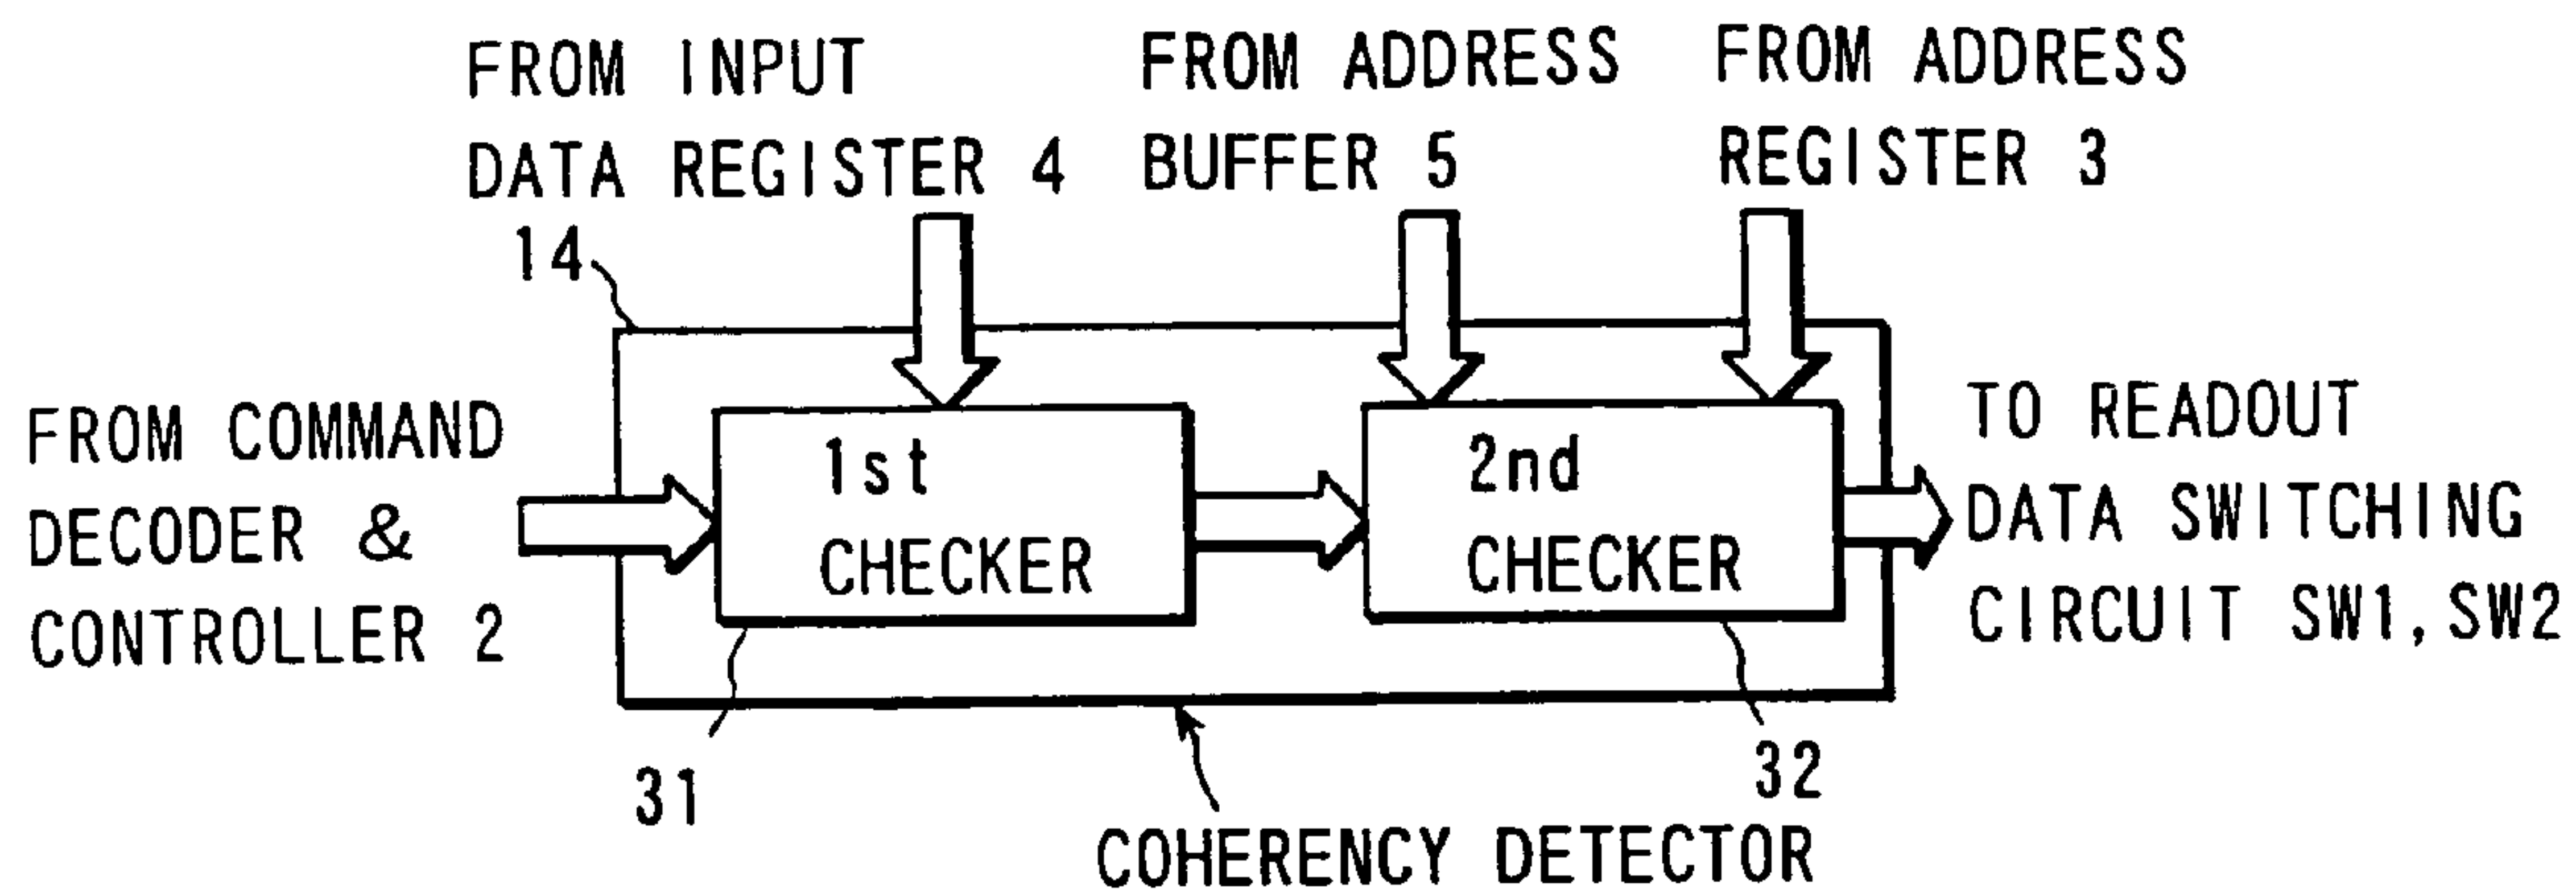 FROM INPUT
DATA REGISTER 4
FROM ADDRESS
BUFFER 5
FROM ADDRESS
REGISTER 3
14
FROM COMMAND
DECODER &
CONTROLLER 2
1st
CHECKER
2nd
CHECKER
TO READOUT
DATA SWITCHING
CIRCUIT SW1,SW2
31
32
COHERENCY DETECTOR